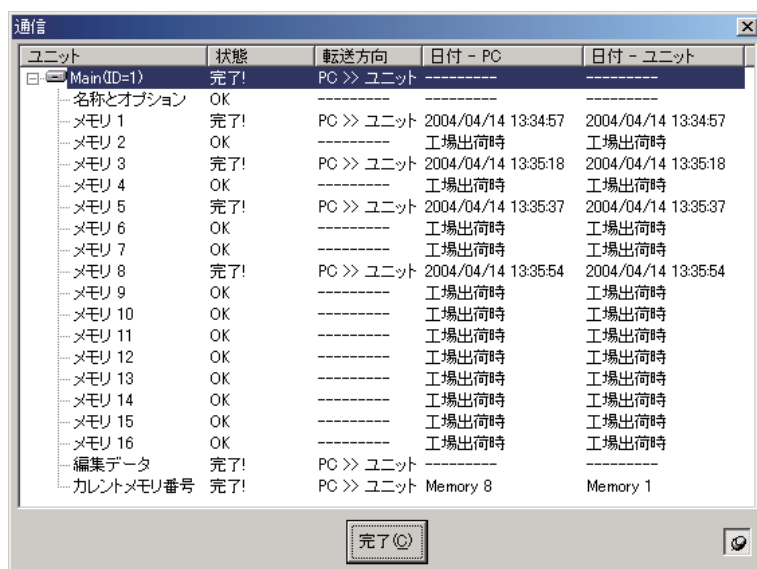 通信
ユニット 状態 転送方向 日付 - PC 日付 - ユニット
Main(ID=1) 完了! PC >> ユニット --------- ---------
名称とオプション OK --------- --------- ---------
メモリ 1 完了! PC >> ユニット 2004/04/14 13:34:57 2004/04/14 13:34:57
メモリ 2 OK --------- 工場出荷時 工場出荷時
メモリ 3 完了! PC >> ユニット 2004/04/14 13:35:18 2004/04/14 13:35:18
メモリ 4 OK --------- 工場出荷時 工場出荷時
メモリ 5 完了! PC >> ユニット 2004/04/14 13:35:37 2004/04/14 13:35:37
メモリ 6 OK --------- 工場出荷時 工場出荷時
メモリ 7 OK --------- 工場出荷時 工場出荷時
メモリ 8 完了! PC >> ユニット 2004/04/14 13:35:54 2004/04/14 13:35:54
メモリ 9 OK --------- 工場出荷時 工場出荷時
メモリ 10 OK --------- 工場出荷時 工場出荷時
メモリ 11 OK --------- 工場出荷時 工場出荷時
メモリ 12 OK --------- 工場出荷時 工場出荷時
メモリ 13 OK --------- 工場出荷時 工場出荷時
メモリ 14 OK --------- 工場出荷時 工場出荷時
メモリ 15 OK --------- 工場出荷時 工場出荷時
メモリ 16 OK --------- 工場出荷時 工場出荷時
編集データ 完了! PC >> ユニット --------- ---------
カレントメモリ番号 完了! PC >> ユニット Memory 8 Memory 1
完了(C)